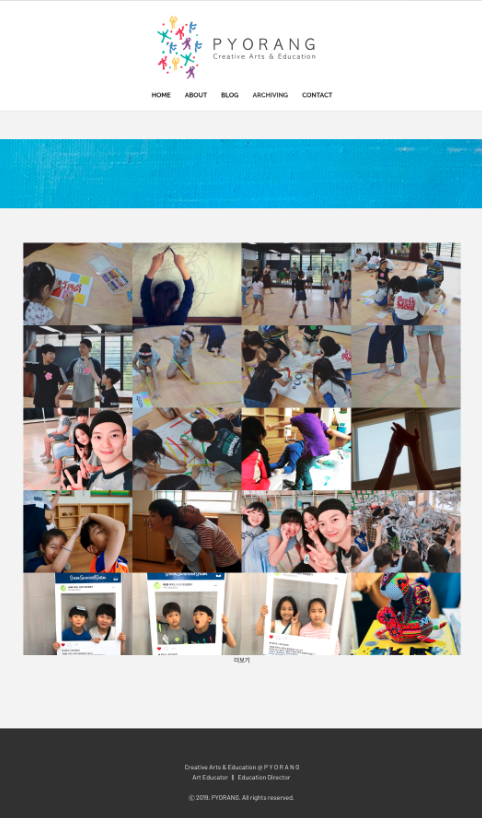 PYORANG
Creative Arts & Education
HOME ABOUT BLOG ARCHIVING CONTACT
더보기
Creative Arts & Education @ P Y O R A N G
Art Educator | Education Director
ⓒ 2019. PYORANG. All rights reserved.